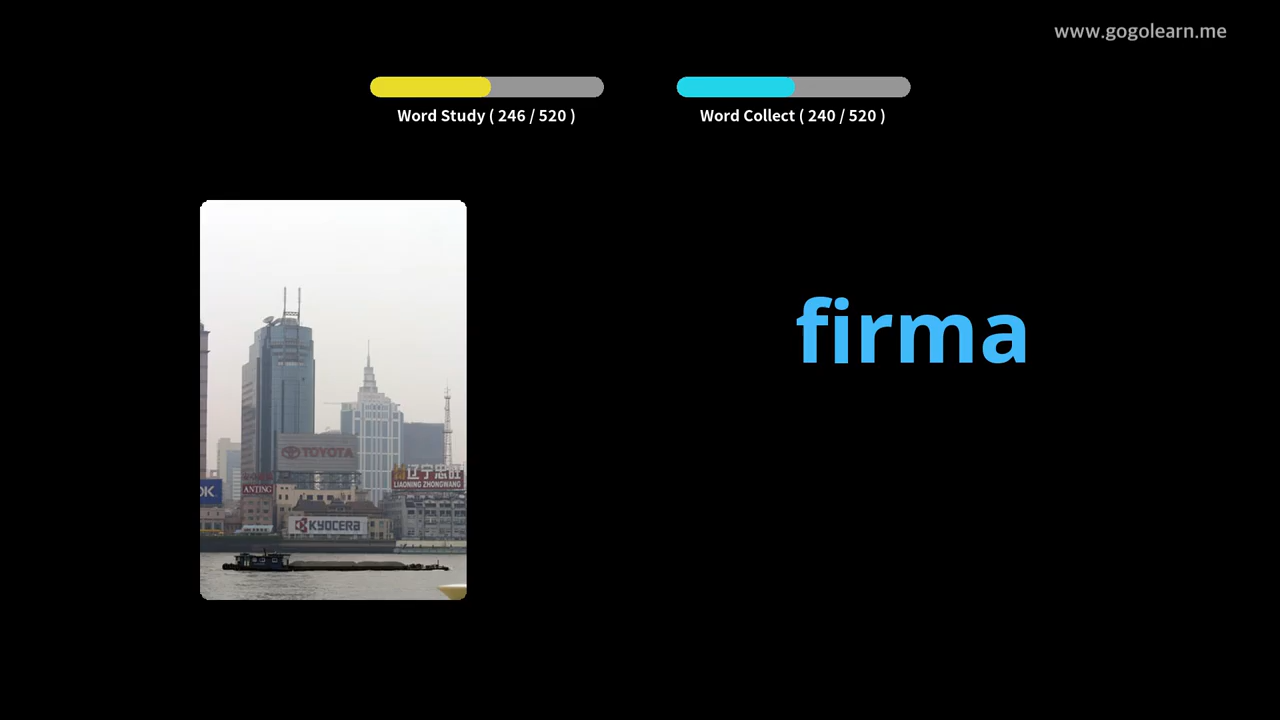 www.gogolearn.me
Word Study ( 246 / 520 )
Word Collect ( 240 / 520 )
firma
TOYOTA
辽宁忠旺
LIAONING ZHONGWANG
ANTING
OK
KYOCERA